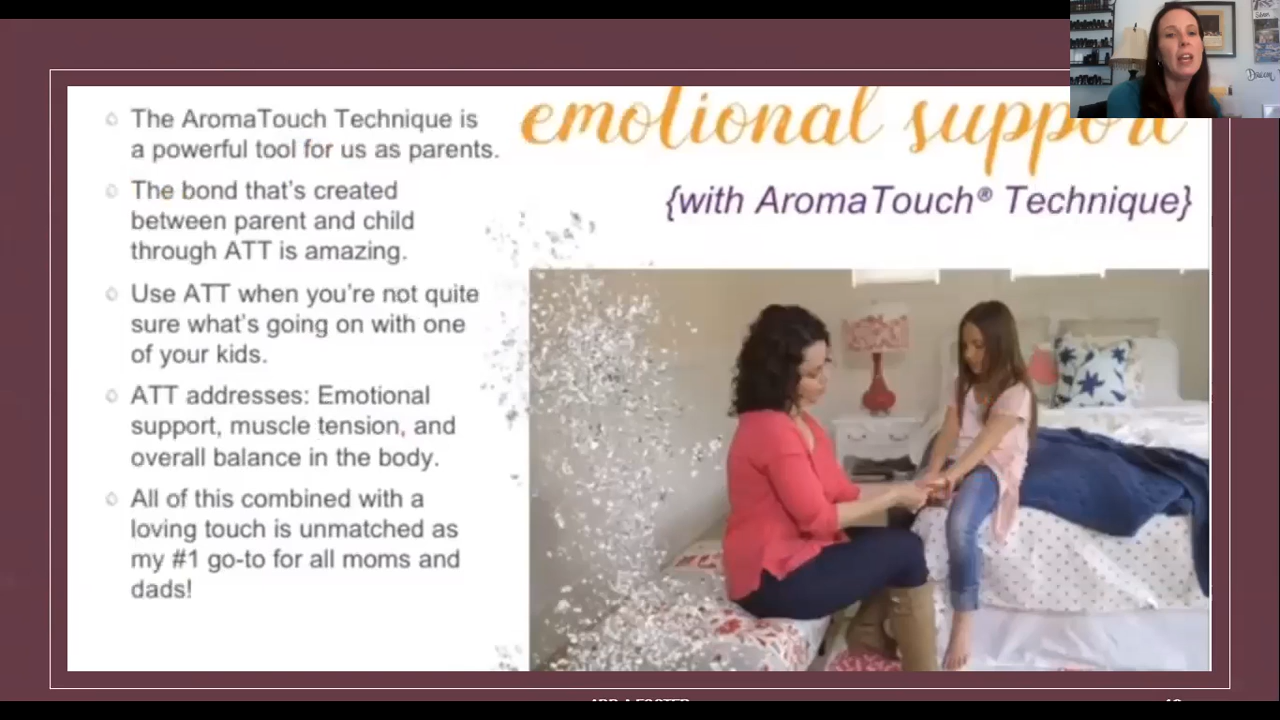 The AromaTouch Technique is
a powerful tool for us as parents.
The bond that's created
between parent and child
through ATT is amazing.
Use ATT when you're not quite
sure what's going on with one
of your kids.
ATT addresses: Emotional
support, muscle tension, and
overall balance in the body.
All of this combined with a
loving touch is unmatched as
my #1 go-to for all moms and
dads!
emotional support
{with AromaTouch® Technique}